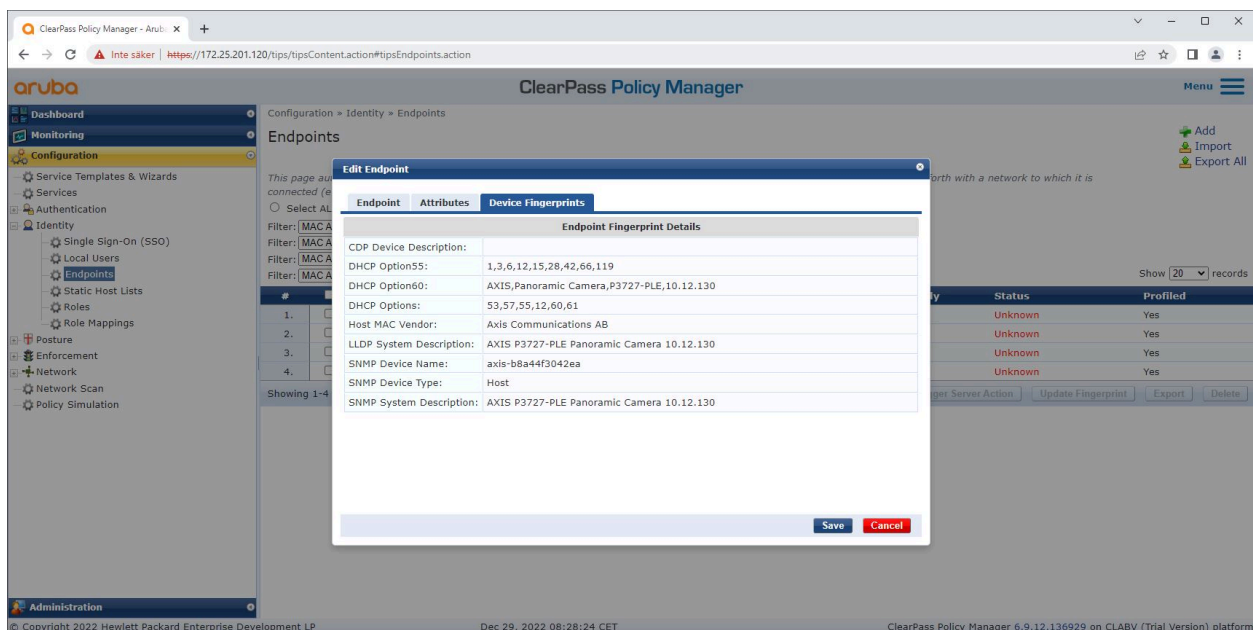 ClearPass Policy Manager - Arub
Inte säker | https://172.25.201.120/tips/tipsContent.action#tipsEndpoints.action
aruba
ClearPass Policy Manager
Menu
Dashboard
Monitoring
Configuration
Service Templates & Wizards
Services
Authentication
Identity
Single Sign-On (SSO)
Local Users
Endpoints
Static Host Lists
Roles
Role Mappings
Posture
Enforcement
Network
Network Scan
Policy Simulation
Administration
Configuration » Identity » Endpoints
Endpoints
Add
Import
Export All
This page au
orth with a network to which it is
connected (e
Select AL
Filter: MAC A
Filter: MAC A
Filter: MAC A
Filter: MAC A
Show 20 records
# ly Status Profiled
1. Unknown Yes
2. Unknown Yes
3. Unknown Yes
4. Unknown Yes
Showing 1-4
ger Server Action Update Fingerprint Export Delete
Edit Endpoint
Endpoint Attributes Device Fingerprints
Endpoint Fingerprint Details
CDP Device Description:
DHCP Option55: 1,3,6,12,15,28,42,66,119
DHCP Option60: AXIS,Panoramic Camera,P3727-PLE,10.12.130
DHCP Options: 53,57,55,12,60,61
Host MAC Vendor: Axis Communications AB
LLDP System Description: AXIS P3727-PLE Panoramic Camera 10.12.130
SNMP Device Name: axis-b8a44f3042ea
SNMP Device Type: Host
SNMP System Description: AXIS P3727-PLE Panoramic Camera 10.12.130
Save Cancel
© Copyright 2022 Hewlett Packard Enterprise Development LP
Dec 29, 2022 08:28:24 CET
ClearPass Policy Manager 6.9.12.136929 on CLABV (Trial Version) platform